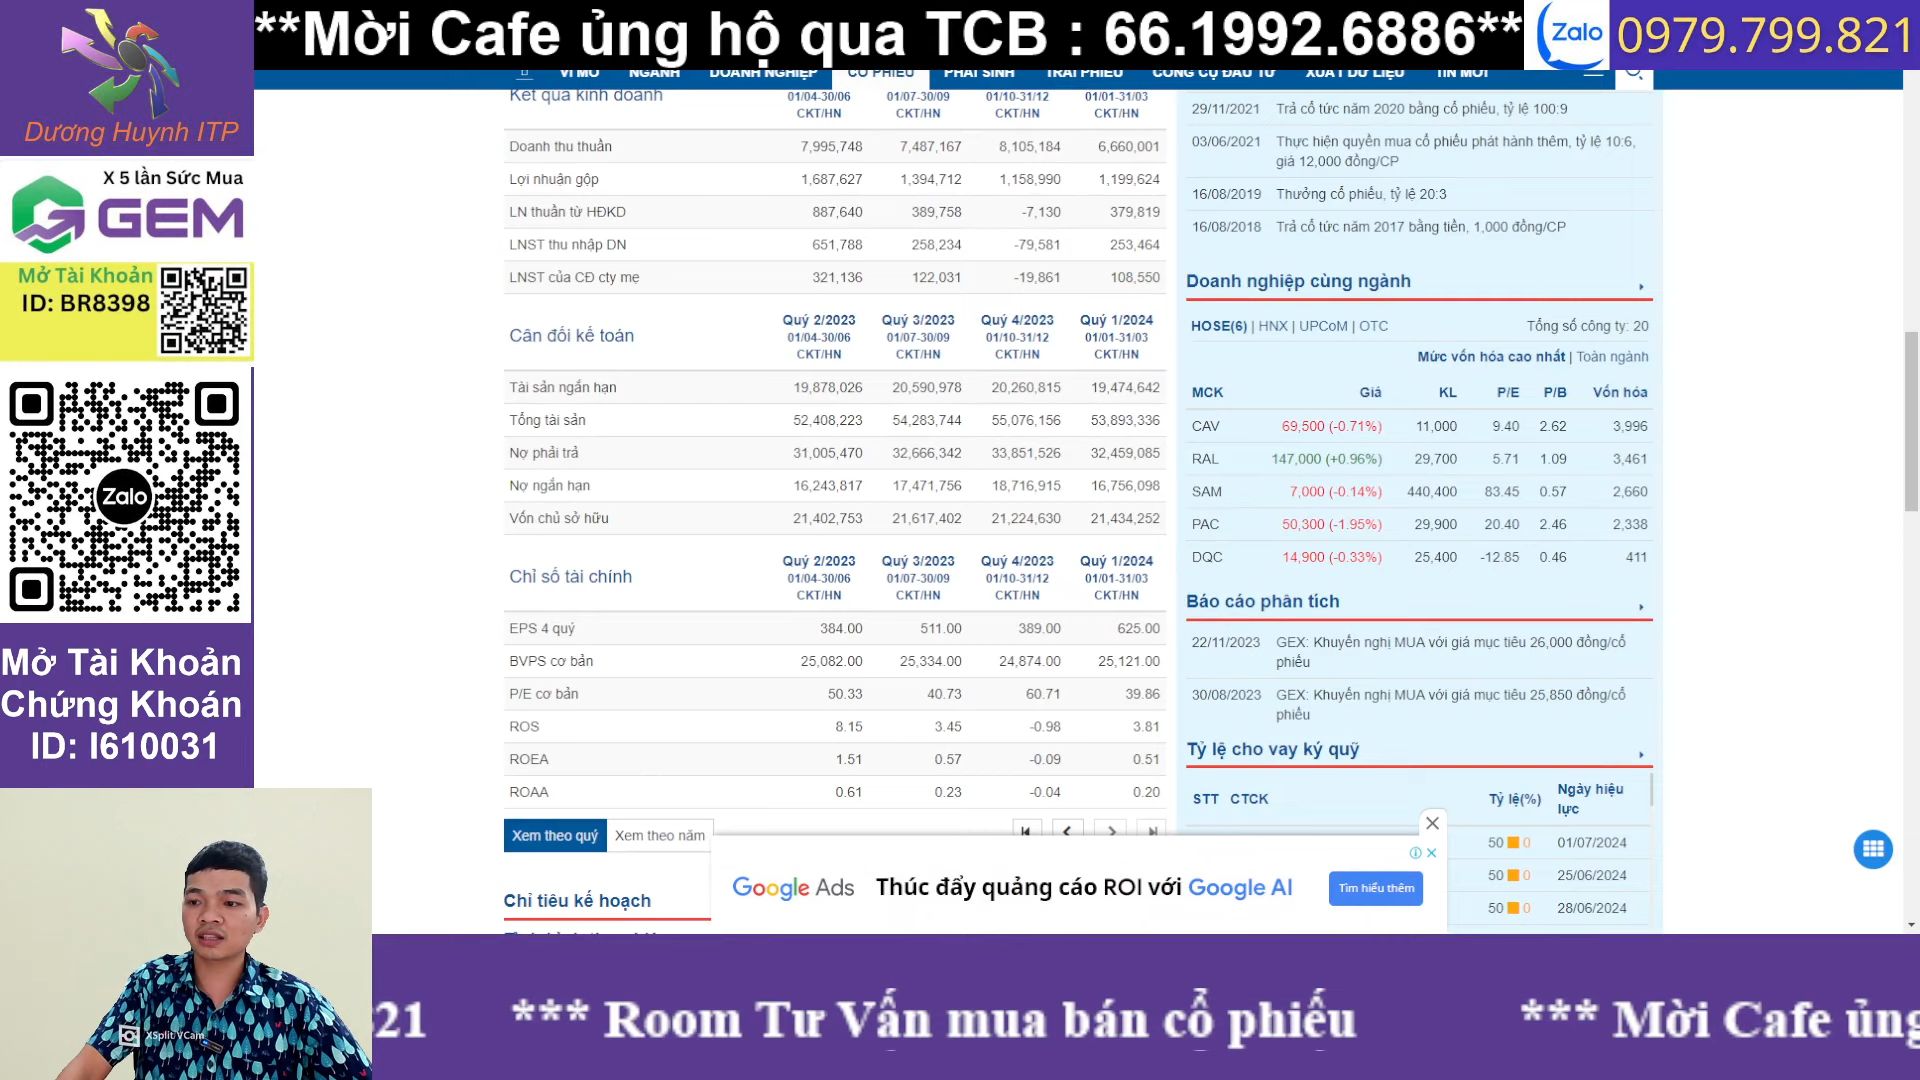 **Mời Cafe ủng hộ qua TCB : 66.1992.6886**
Zalo
0979.799.821
Dương Huynh ITP
X 5 lần Sức Mua
GEM
Mở Tài Khoản
ID: BR8398
Zalo
Mở Tài Khoản
Chứng Khoán
ID: I610031
VĨ MÔ NGÀNH DOANH NGHIỆP CỔ PHIẾU PHÁI SINH TRÁI PHIẾU CÔNG CỤ ĐẦU TƯ XUẤT DỮ LIỆU TIN MỚI
Kết quả kinh doanh
01/04-30/06 01/07-30/09 01/10-31/12 01/01-31/03
CKT/HN CKT/HN CKT/HN CKT/HN
Doanh thu thuần 7,995,748 7,487,167 8,105,184 6,660,001
Lợi nhuận gộp 1,687,627 1,394,712 1,158,990 1,199,624
LN thuần từ HĐKD 887,640 389,758 -7,130 379,819
LNST thu nhập DN 651,788 258,234 -79,581 253,464
LNST của CĐ cty mẹ 321,136 122,031 -19,861 108,550
Cân đối kế toán
Quý 2/2023 Quý 3/2023 Quý 4/2023 Quý 1/2024
01/04-30/06 01/07-30/09 01/10-31/12 01/01-31/03
CKT/HN CKT/HN CKT/HN CKT/HN
Tài sản ngắn hạn 19,878,026 20,590,978 20,260,815 19,474,642
Tổng tài sản 52,408,223 54,283,744 55,076,156 53,893,336
Nợ phải trả 31,005,470 32,666,342 33,851,526 32,459,085
Nợ ngắn hạn 16,243,817 17,471,756 18,716,915 16,756,098
Vốn chủ sở hữu 21,402,753 21,617,402 21,224,630 21,434,252
Chỉ số tài chính
Quý 2/2023 Quý 3/2023 Quý 4/2023 Quý 1/2024
01/04-30/06 01/07-30/09 01/10-31/12 01/01-31/03
CKT/HN CKT/HN CKT/HN CKT/HN
EPS 4 quý 384.00 511.00 389.00 625.00
BVPS cơ bản 25,082.00 25,334.00 24,874.00 25,121.00
P/E cơ bản 50.33 40.73 60.71 39.86
ROS 8.15 3.45 -0.98 3.81
ROEA 1.51 0.57 -0.09 0.51
ROAA 0.61 0.23 -0.04 0.20
Xem theo quý Xem theo năm
Chỉ tiêu kế hoạch
29/11/2021 Trả cổ tức năm 2020 bằng cổ phiếu, tỷ lệ 100:9
03/06/2021 Thực hiện quyền mua cổ phiếu phát hành thêm, tỷ lệ 10:6,
giá 12,000 đồng/CP
16/08/2019 Thưởng cổ phiếu, tỷ lệ 20:3
16/08/2018 Trả cổ tức năm 2017 bằng tiền, 1,000 đồng/CP
Doanh nghiệp cùng ngành
HOSE(6) | HNX | UPCoM | OTC Tổng số công ty: 20
Mức vốn hóa cao nhất | Toàn ngành
MCK Giá KL P/E P/B Vốn hóa
CAV 69,500 (-0.71%) 11,000 9.40 2.62 3,996
RAL 147,000 (+0.96%) 29,700 5.71 1.09 3,461
SAM 7,000 (-0.14%) 440,400 83.45 0.57 2,660
PAC 50,300 (-1.95%) 29,900 20.40 2.46 2,338
DQC 14,900 (-0.33%) 25,400 -12.85 0.46 411
Báo cáo phân tích
22/11/2023 GEX: Khuyến nghị MUA với giá mục tiêu 26,000 đồng/cổ
phiếu
30/08/2023 GEX: Khuyến nghị MUA với giá mục tiêu 25,850 đồng/cổ
phiếu
Tỷ lệ cho vay ký quỹ
STT CTCK Tỷ lệ(%) Ngày hiệu
lực
50 0 01/07/2024
50 0 25/06/2024
50 0 28/06/2024
Google Ads Thúc đẩy quảng cáo ROI với Google AI Tìm hiểu thêm
XSplit VCam
821 *** Room Tư Vấn mua bán cổ phiếu *** Mời Cafe ủng